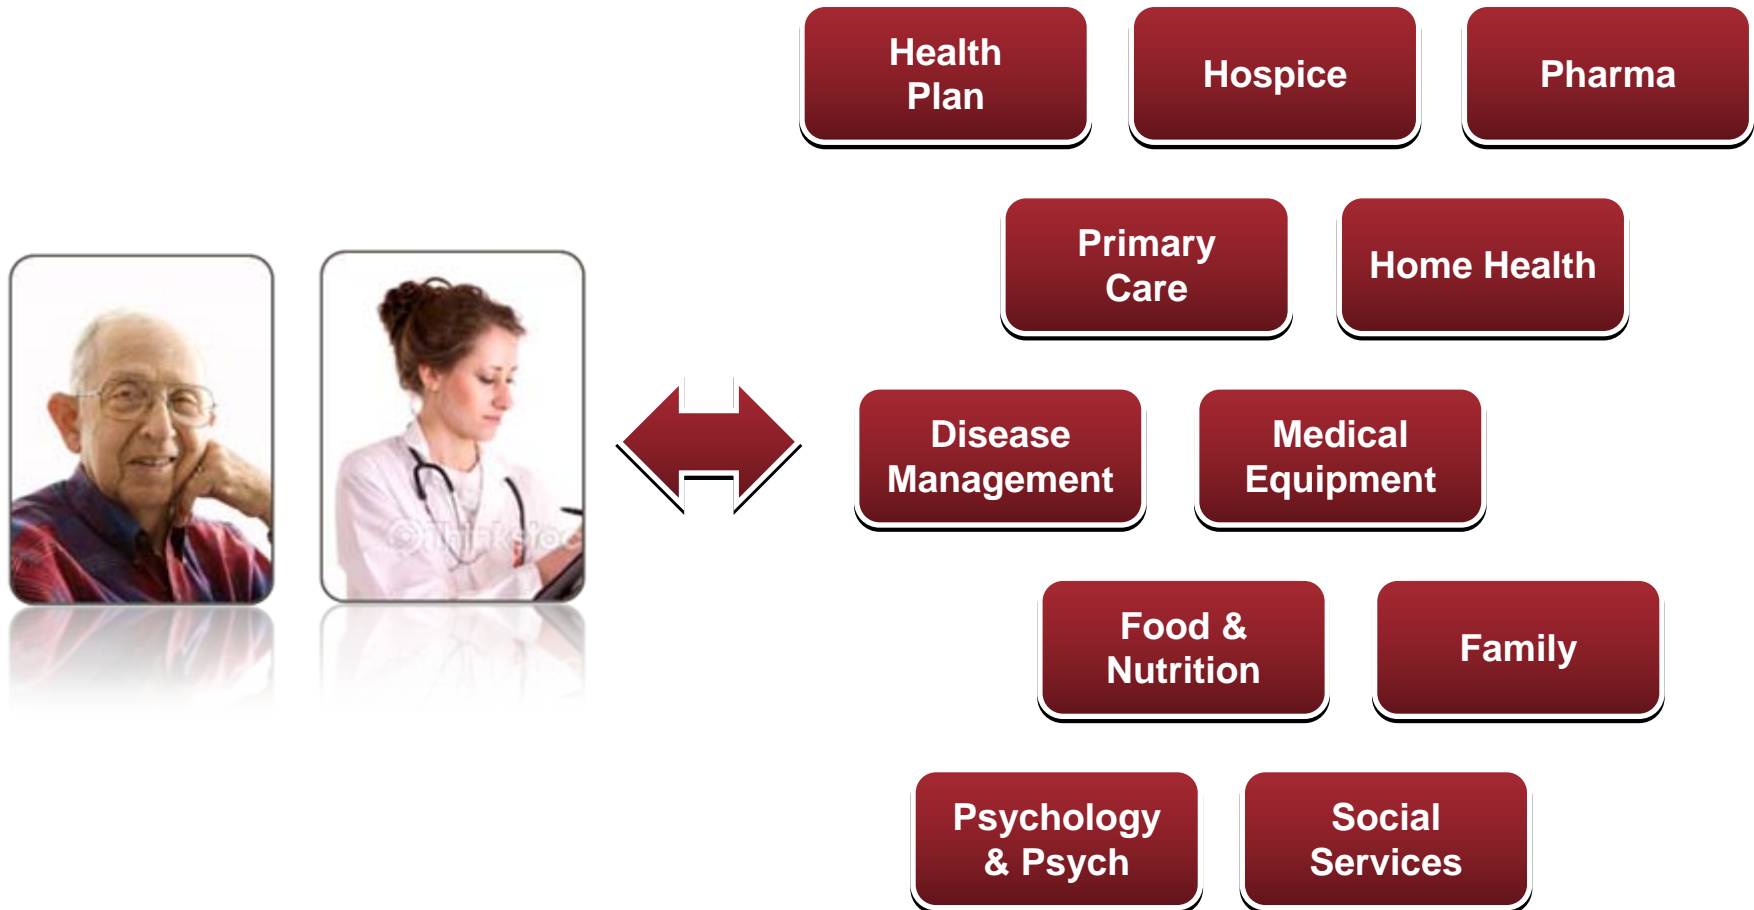 Health
Plan
Hospice
Pharma
Primary
Care
Home Health
Disease
Management
Medical
Equipment
©Thinkstoc
Food &
Nutrition
Family
Psychology
& Psych
Social
Services